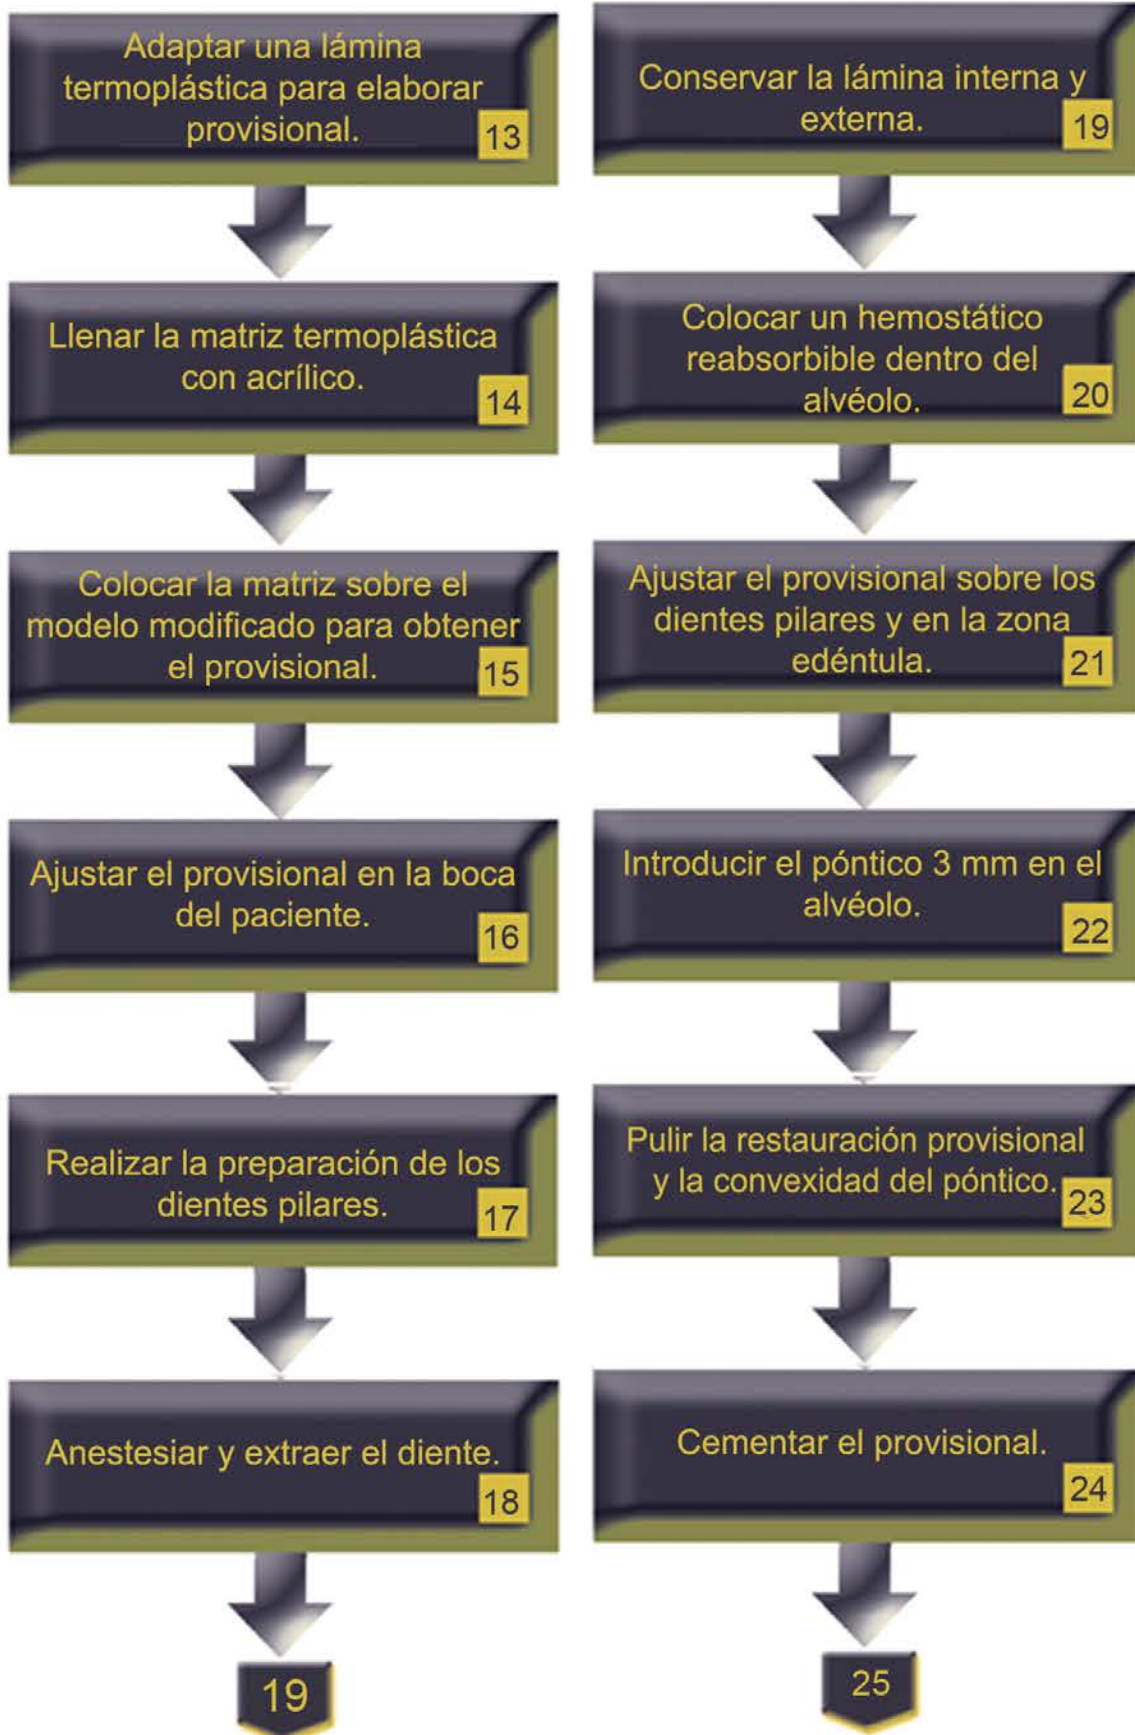 Adaptar una lámina
termoplástica para elaborar
provisional.
13
Llenar la matriz termoplástica
con acrílico.
14
Colocar la matriz sobre el
modelo modificado para obtener
el provisional.
15
Ajustar el provisional en la boca
del paciente.
16
Realizar la preparación de los
dientes pilares.
17
Anestesiar y extraer el diente.
18
19
Conservar la lámina interna y
externa.
19
Colocar un hemostático
reabsorbible dentro del
alvéolo.
20
Ajustar el provisional sobre los
dientes pilares y en la zona
edéntula.
21
Introducir el póntico 3 mm en el
alvéolo.
22
Pulir la restauración provisional
y la convexidad del póntico.
23
Cementar el provisional.
24
25